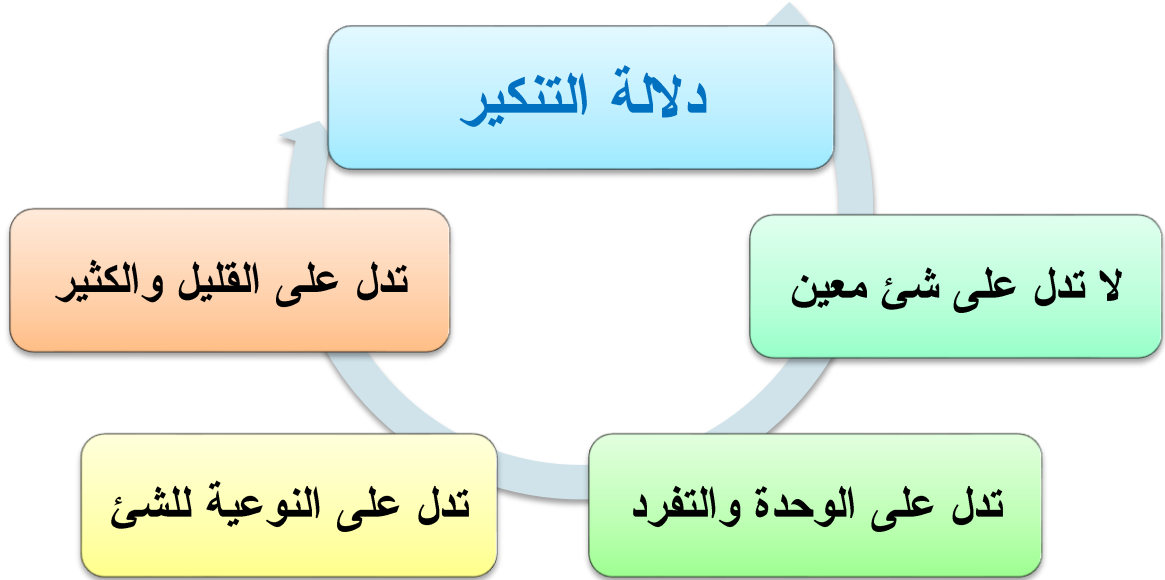 دلالة التنكير
لا تدل على شئ معين
تدل على الوحدة والتفرد
تدل على النوعية للشئ
تدل على القليل والكثير